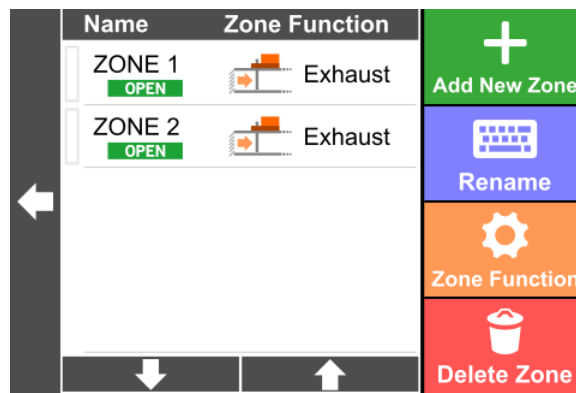 Name Zone Function
ZONE 1
OPEN
Exhaust
ZONE 2
OPEN
Exhaust
Add New Zone
Rename
Zone Function
Delete Zone